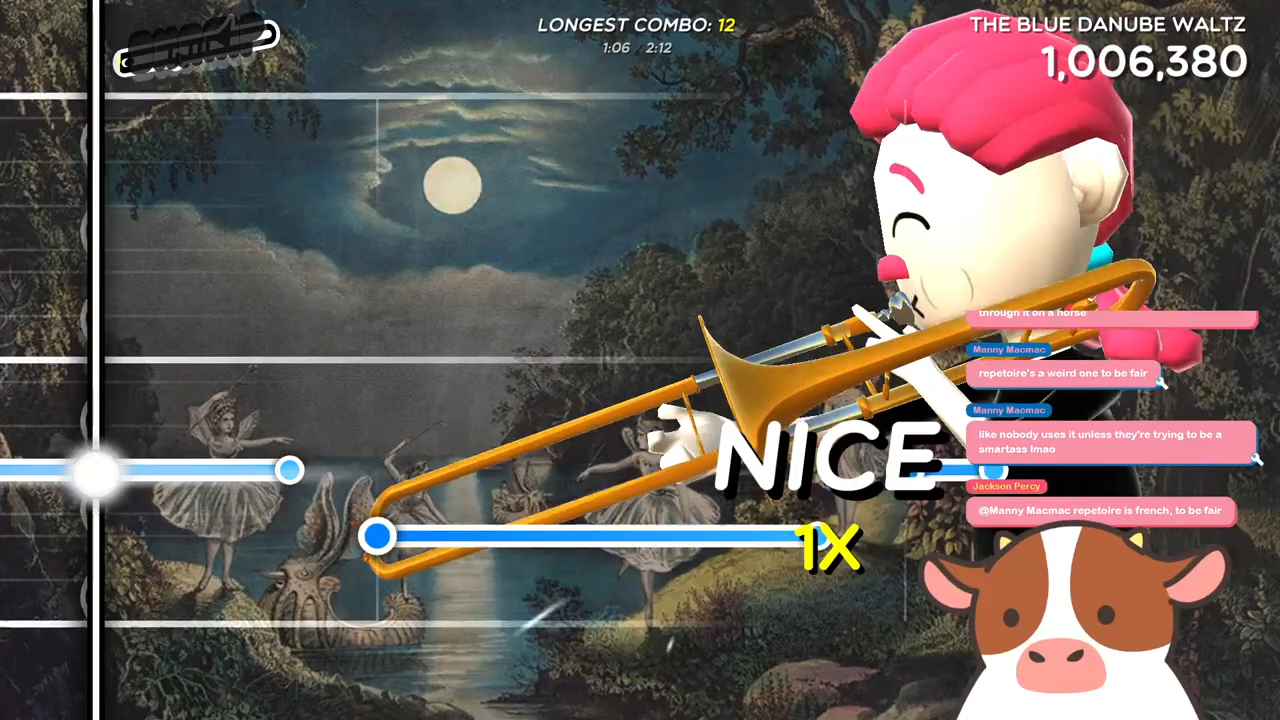 LONGEST COMBO: 12
1:06 / 2:12
THE BLUE DANUBE WALTZ
1,006,380
through it on a horse
Manny Macmac
repetoire's a weird one to be fair
Manny Macmac
like nobody uses it unless they're trying to be a
smartass lmao
NICE
1X
Jackson Percy
@Manny Macmac repetoire is french, to be fair